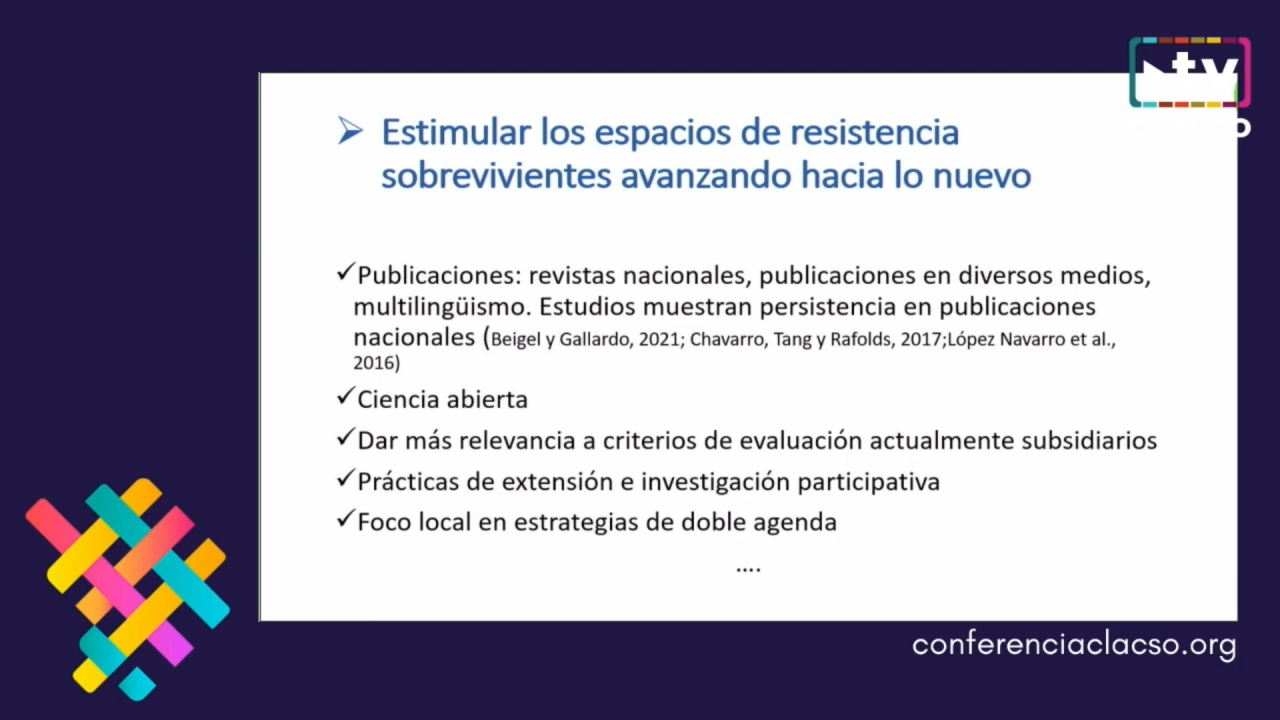 tv
o
Estimular los espacios de resistencia
sobrevivientes avanzando hacia lo nuevo
✓Publicaciones: revistas nacionales, publicaciones en diversos medios,
multilingüismo. Estudios muestran persistencia en publicaciones
nacionales (Beigel y Gallardo, 2021; Chavarro, Tang y Rafolds, 2017;López Navarro et al.,
2016)
✓Ciencia abierta
✓Dar más relevancia a criterios de evaluación actualmente subsidiarios
✓Prácticas de extensión e investigación participativa
✓Foco local en estrategias de doble agenda
....
conferenciaclacso.org